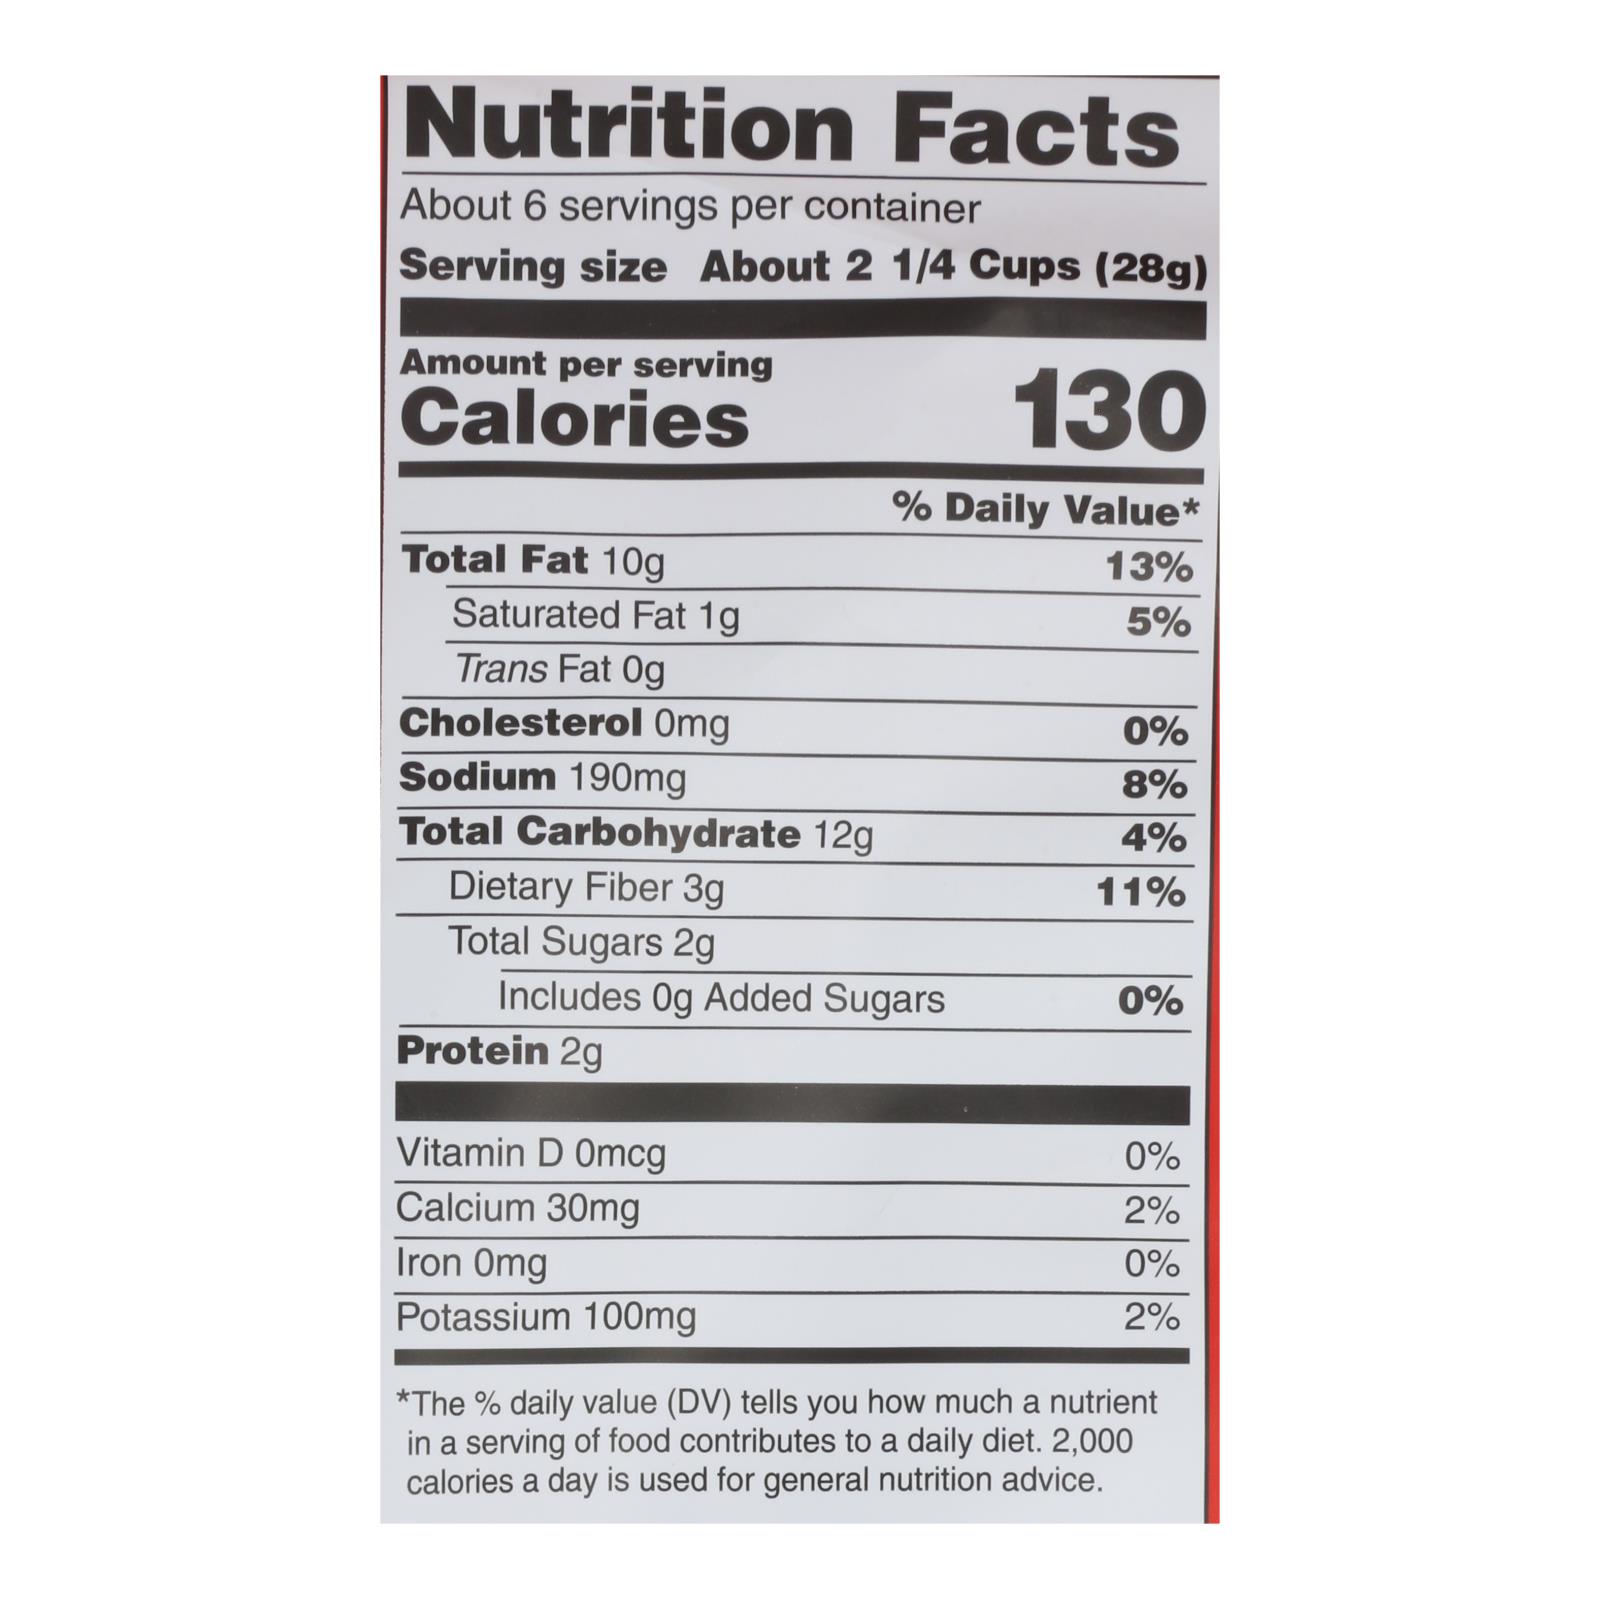 Nutrition Facts
About 6 servings per container
Serving size About 2 1/4 Cups (28g)
Amount per serving
Calories 130
% Daily Value*
Total Fat 10g 13%
Saturated Fat 1g 5%
Trans Fat 0g
Cholesterol 0mg 0%
Sodium 190mg 8%
Total Carbohydrate 12g 4%
Dietary Fiber 3g 11%
Total Sugars 2g
Includes 0g Added Sugars 0%
Protein 2g
Vitamin D 0mcg 0%
Calcium 30mg 2%
Iron 0mg 0%
Potassium 100mg 2%
*The % daily value (DV) tells you how much a nutrient
in a serving of food contributes to a daily diet. 2,000
calories a day is used for general nutrition advice.